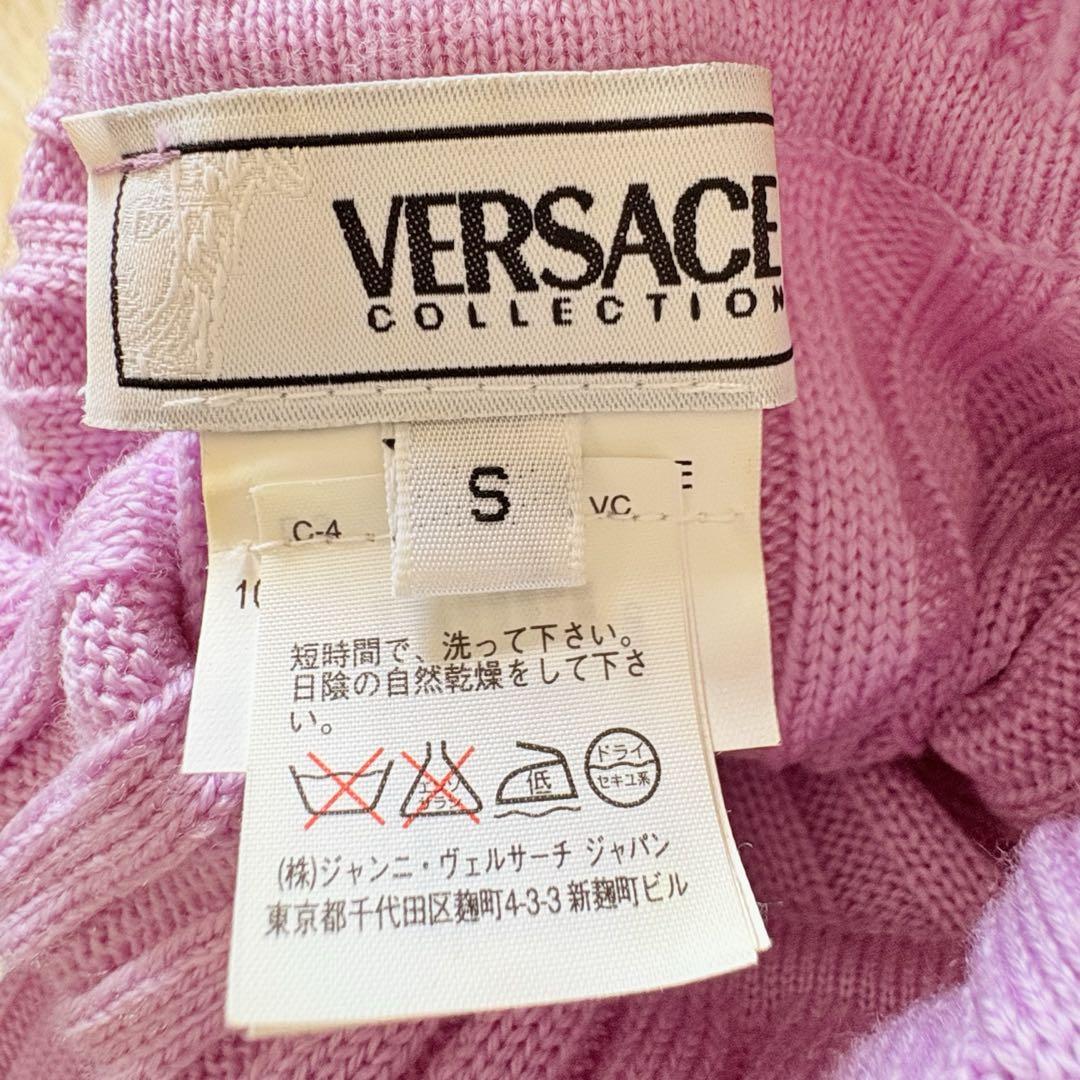 VERSACE
COLLECTION
S
C-4 VC
短時間で、洗って下さい。
日陰の自然乾燥をして下さ
い。
低
ドライ
セキユ系
(株)ジャンニ・ヴェルサーチ ジャパン
東京都千代田区麹町4-3-3 新麹町ビル